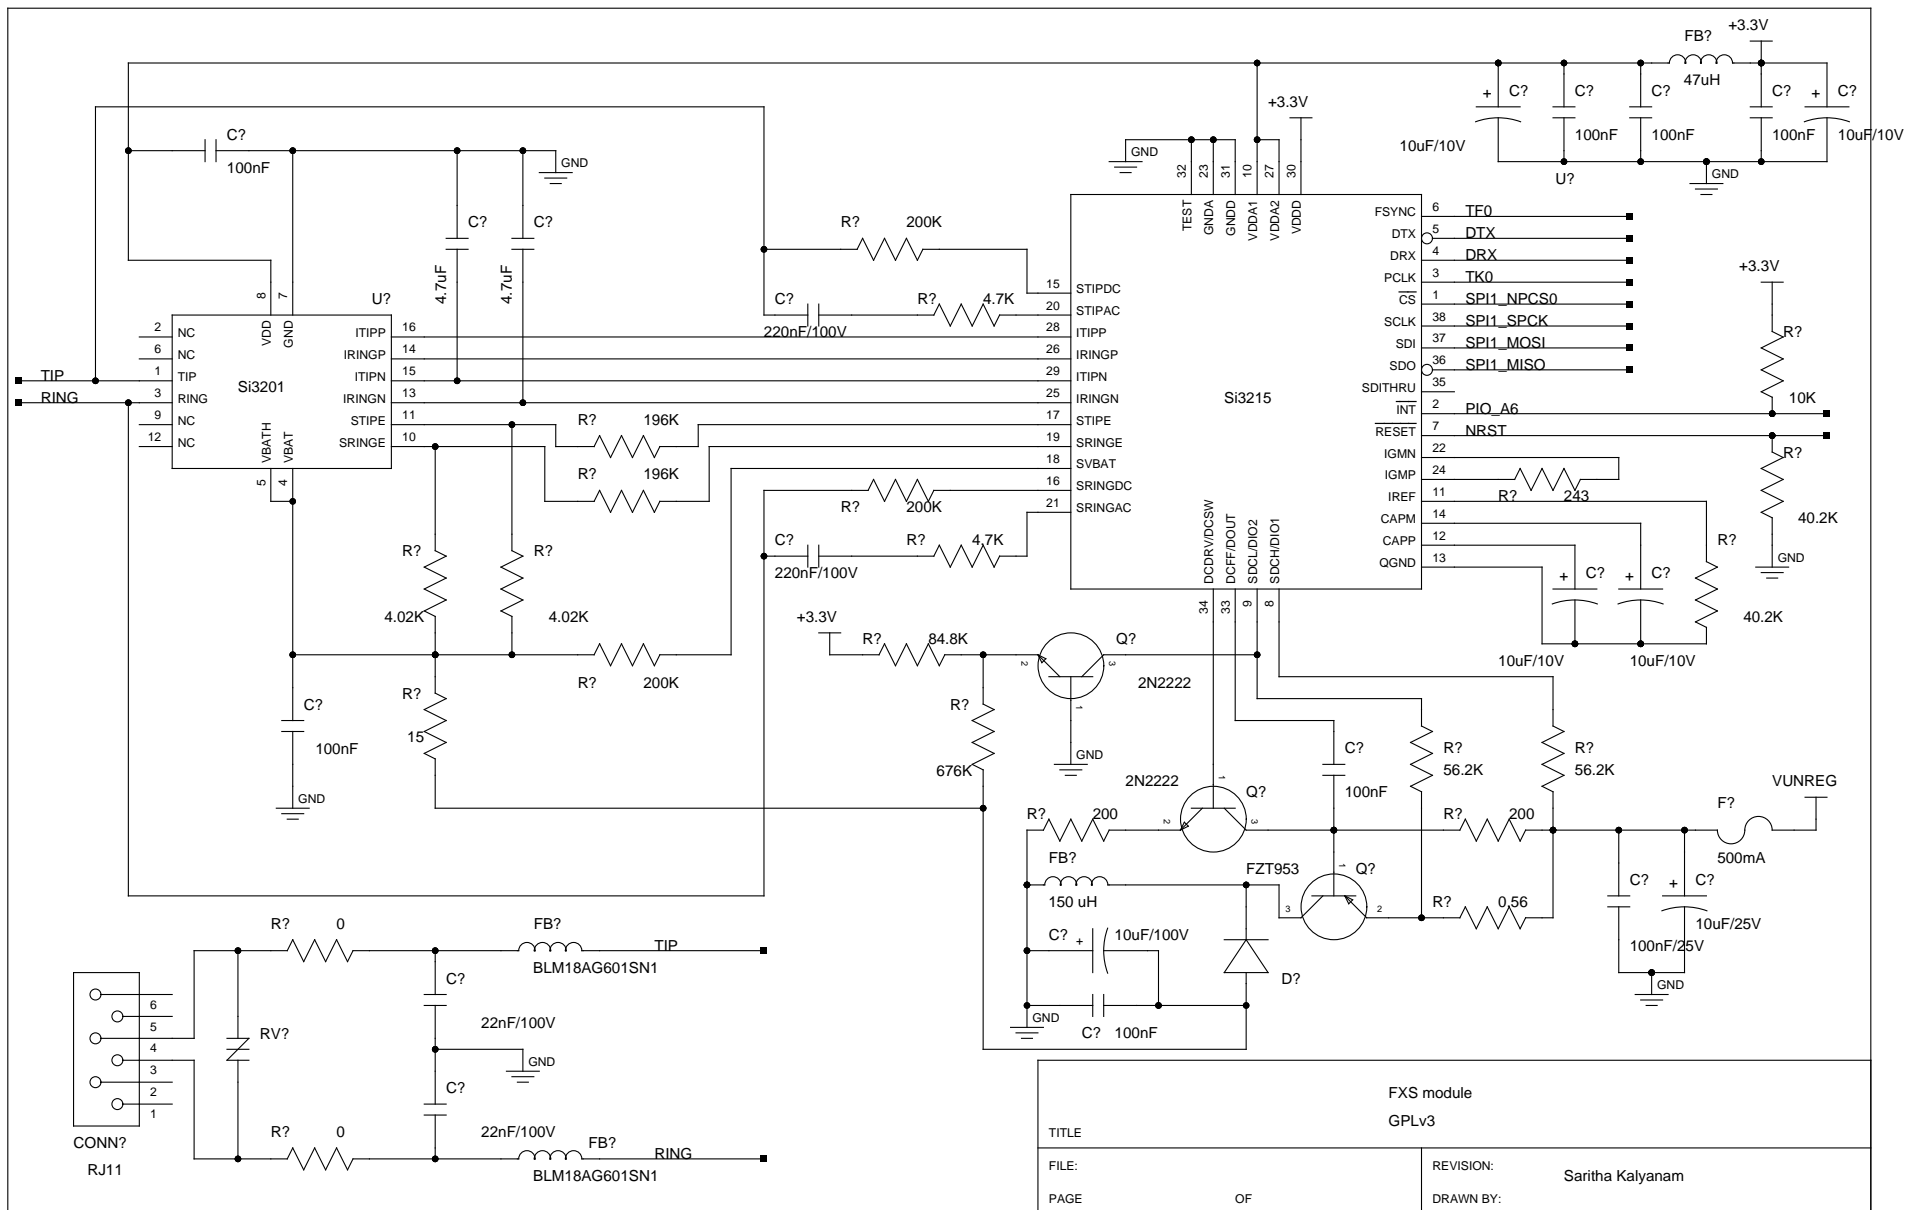 FB?
+3.3V
47uH
+ C?
C?
C?
C?
+ C?
10uF/10V
100nF
100nF
100nF
10uF/10V
GND
U?
C?
100nF
GND
C?
C?
4.7uF
4.7uF
+3.3V
GND
32
23
31
10
27
30
TEST
GNDA
GNDD
VDDA1
VDDA2
VDDD
R?
200K
C?
220nF/100V
R?
4.7K
8
7
U?
VDD
GND
2 NC
6 NC
TIP
1 TIP
RING
3 RING
9 NC
12 NC
Si3201
ITIPP 16
IRINGP 14
ITIPN 15
IRINGN 13
STIPE 11
SRINGE 10
VBATH
VBAT
5
4
R?
196K
R?
196K
15 STIPDC
20 STIPAC
28 ITIPP
26 IRINGP
29 ITIPN
25 IRINGN
17 STIPE
19 SRINGE
18 SVBAT
16 SRINGDC
21 SRINGAC
Si3215
FSYNC 6 TF0
DTX 5 DTX
DRX 4 DRX
PCLK 3 TK0
CS 1 SPI1_NPCS0
SCLK 38 SPI1_SPCK
SDI 37 SPI1_MOSI
SDO 36 SPI1_MISO
SDITHRU 35
INT 2 PIO_A6
RESET 7 NRST
IGMN 22
IGMP 24
IREF 11
CAPM 14
CAPP 12
QGND 13
+3.3V
R?
10K
R?
40.2K
GND
R?
243
R?
40.2K
+ C?
+ C?
10uF/10V
10uF/10V
DCDRV/DCSW
DCFF/DOUT
SDCL/DIO2
SDCH/DIO1
34
33
9
8
R?
200K
C?
220nF/100V
R?
4.7K
R?
4.02K
R?
4.02K
R?
200K
C?
100nF
GND
R?
15
+3.3V
R?
84.8K
2
3
1
Q?
2N2222
GND
R?
676K
2N2222
Q?
1
2
3
C?
100nF
R?
56.2K
R?
56.2K
R?
200
R?
200
VUNREG
F?
500mA
FB?
150 uH
FZT953
Q?
1
3
2
R?
0.56
C?
100nF/25V
+ C?
10uF/25V
GND
C? +
10uF/100V
D?
GND
C?
100nF
R?
0
FB?
TIP
BLM18AG601SN1
C?
22nF/100V
6
5
4
3
2
1
RV?
GND
C?
22nF/100V
R?
0
FB?
RING
BLM18AG601SN1
CONN?
RJ11
FXS module
GPLv3
TITLE
FILE:
REVISION:
Saritha Kalyanam
PAGE
OF
DRAWN BY: